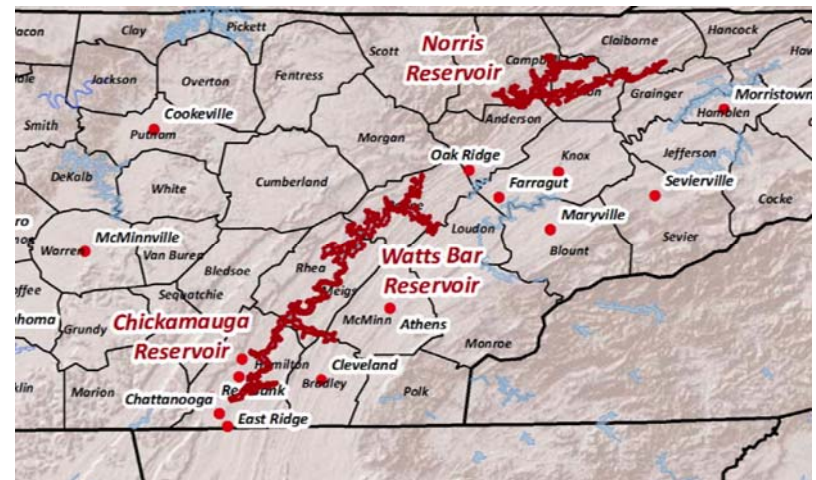 Clay
Pickett
Scott
Norris
Reservoir
Claiborne
Hancock
Jackson
Overton
Fentress
Grainger
Morristown
Hamblen
Smith
Cookeville
Putnam
Morgan
Anderson
Oak Ridge
Knox
Jefferson
DeKalb
White
Cumberland
Farragut
Sevierville
Cocke
McMinnville
Warren
Van Buren
Loudon
Maryville
Blount
Sevier
Watts Bar
Reservoir
Bledsoe
Rhea
Meigs
Sequatchie
Grundy
Chickamauga
Reservoir
McMinn
Athens
Monroe
Hamilton
Cleveland
Bradley
Polk
Marion
Chattanooga
East Ridge